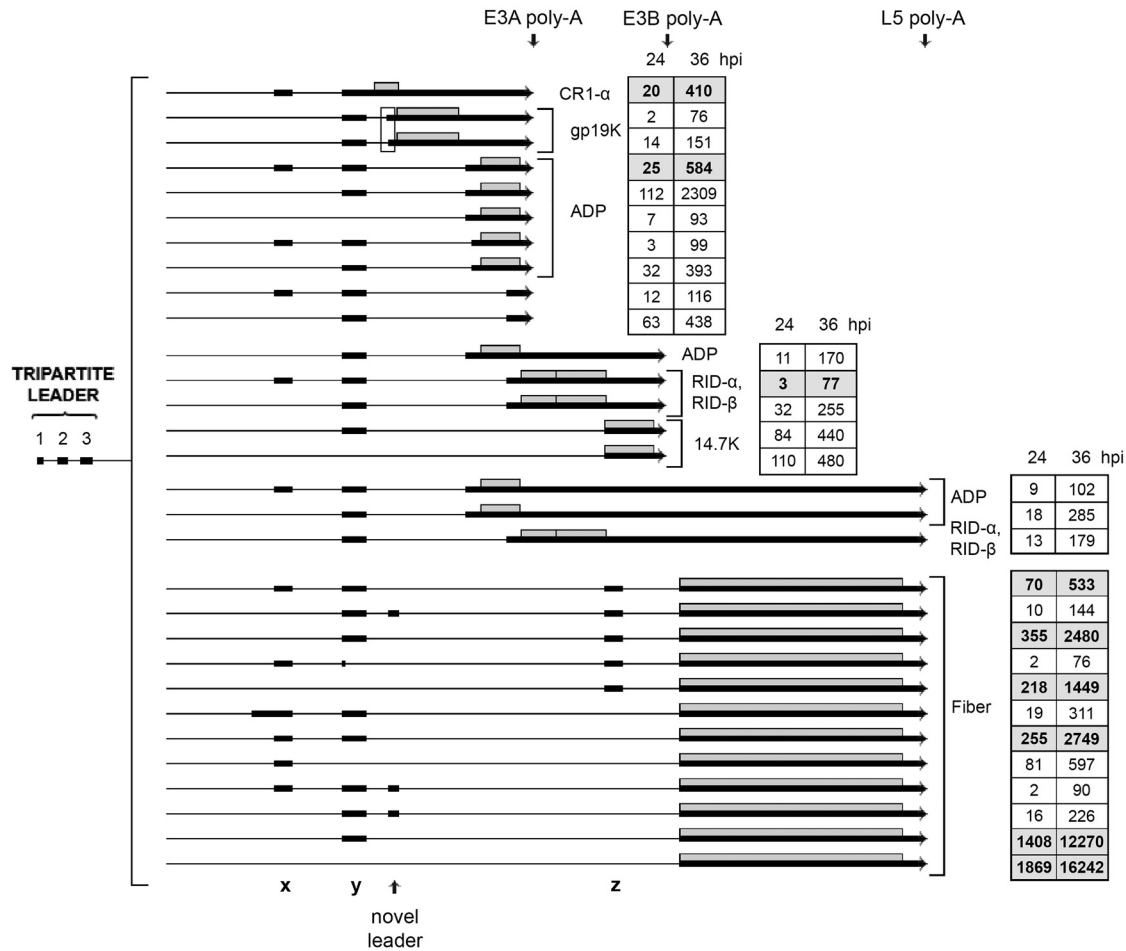 E3A poly-A E3B poly-A L5 poly-A
24 36 hpi
CR1-α 20 410
2 76
gp19K
14 151
25 584
112 2309
ADP 7 93
3 99
32 393
12 116
63 438
24 36 hpi
ADP 11 170
RID-α, 3 77
RID-β 32 255
84 440
14.7K
110 480
TRIPARTITE
LEADER
1 2 3
24 36 hpi
ADP 9 102
18 285
RID-α,
RID-β 13 179
70 533
10 144
355 2480
2 76
218 1449
Fiber 19 311
255 2749
81 597
2 90
16 226
1408 12270
1869 16242
x y z
novel
leader